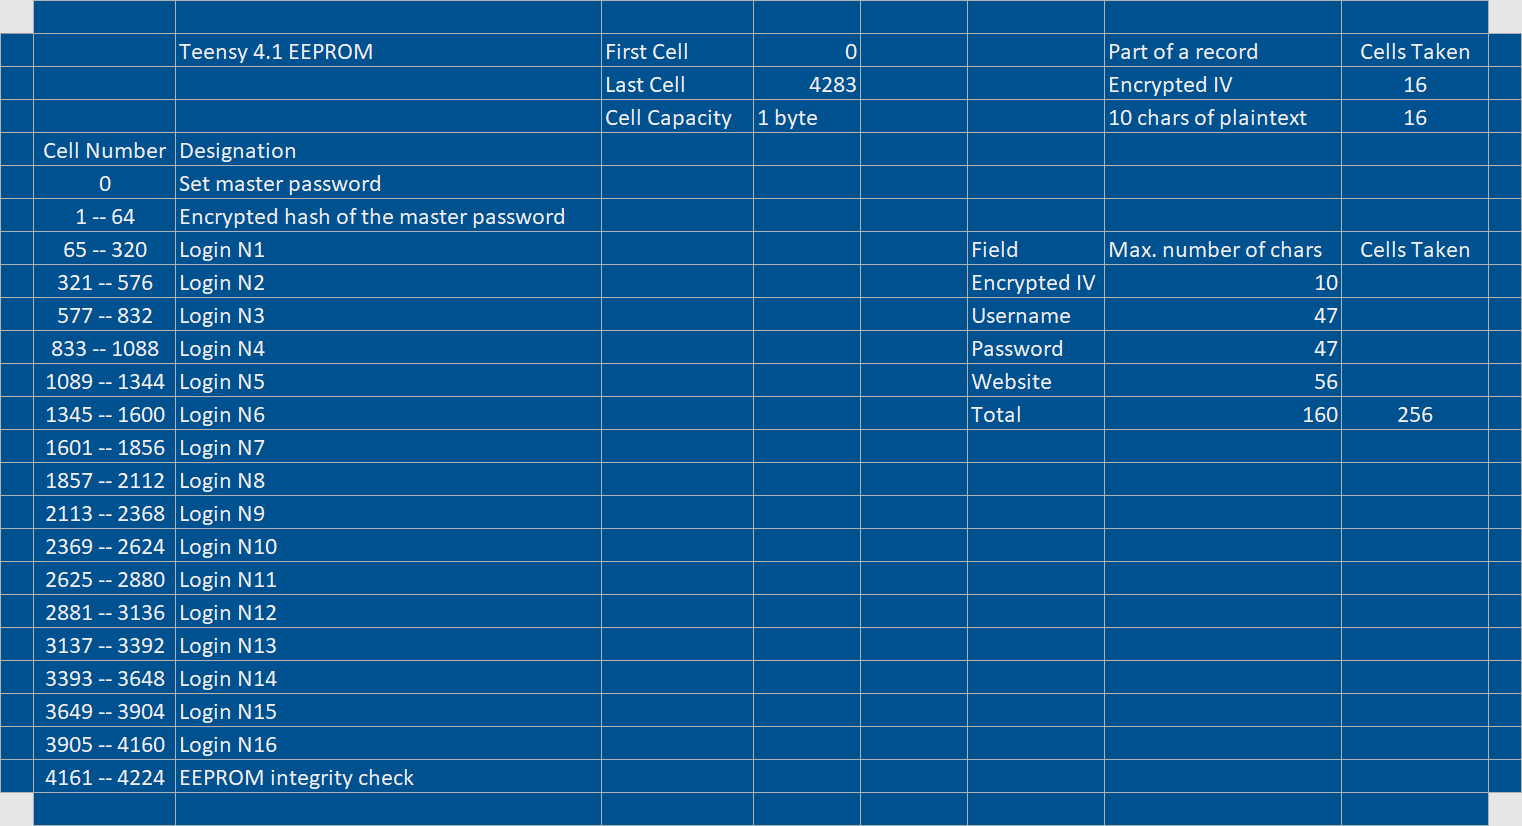 Teensy 4.1 EEPROM First Cell 0 Part of a record Cells Taken
Last Cell 4283 Encrypted IV 16
Cell Capacity 1 byte 10 chars of plaintext 16
Cell Number Designation
0 Set master password
1 -- 64 Encrypted hash of the master password
65 -- 320 Login N1 Field Max. number of chars Cells Taken
321 -- 576 Login N2 Encrypted IV 10
577 -- 832 Login N3 Username 47
833 -- 1088 Login N4 Password 47
1089 -- 1344 Login N5 Website 56
1345 -- 1600 Login N6 Total 160 256
1601 -- 1856 Login N7
1857 -- 2112 Login N8
2113 -- 2368 Login N9
2369 -- 2624 Login N10
2625 -- 2880 Login N11
2881 -- 3136 Login N12
3137 -- 3392 Login N13
3393 -- 3648 Login N14
3649 -- 3904 Login N15
3905 -- 4160 Login N16
4161 -- 4224 EEPROM integrity check